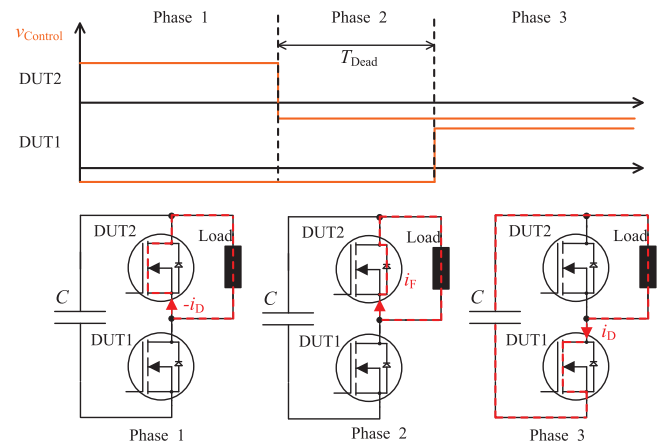 Phase 1
Phase 2
Phase 3
vControl
TDead
DUT2
DUT1
DUT2
Load
-iD
C
DUT1
Phase 1
DUT2
Load
iF
C
DUT1
Phase 2
DUT2
Load
C
iD
DUT1
Phase 3